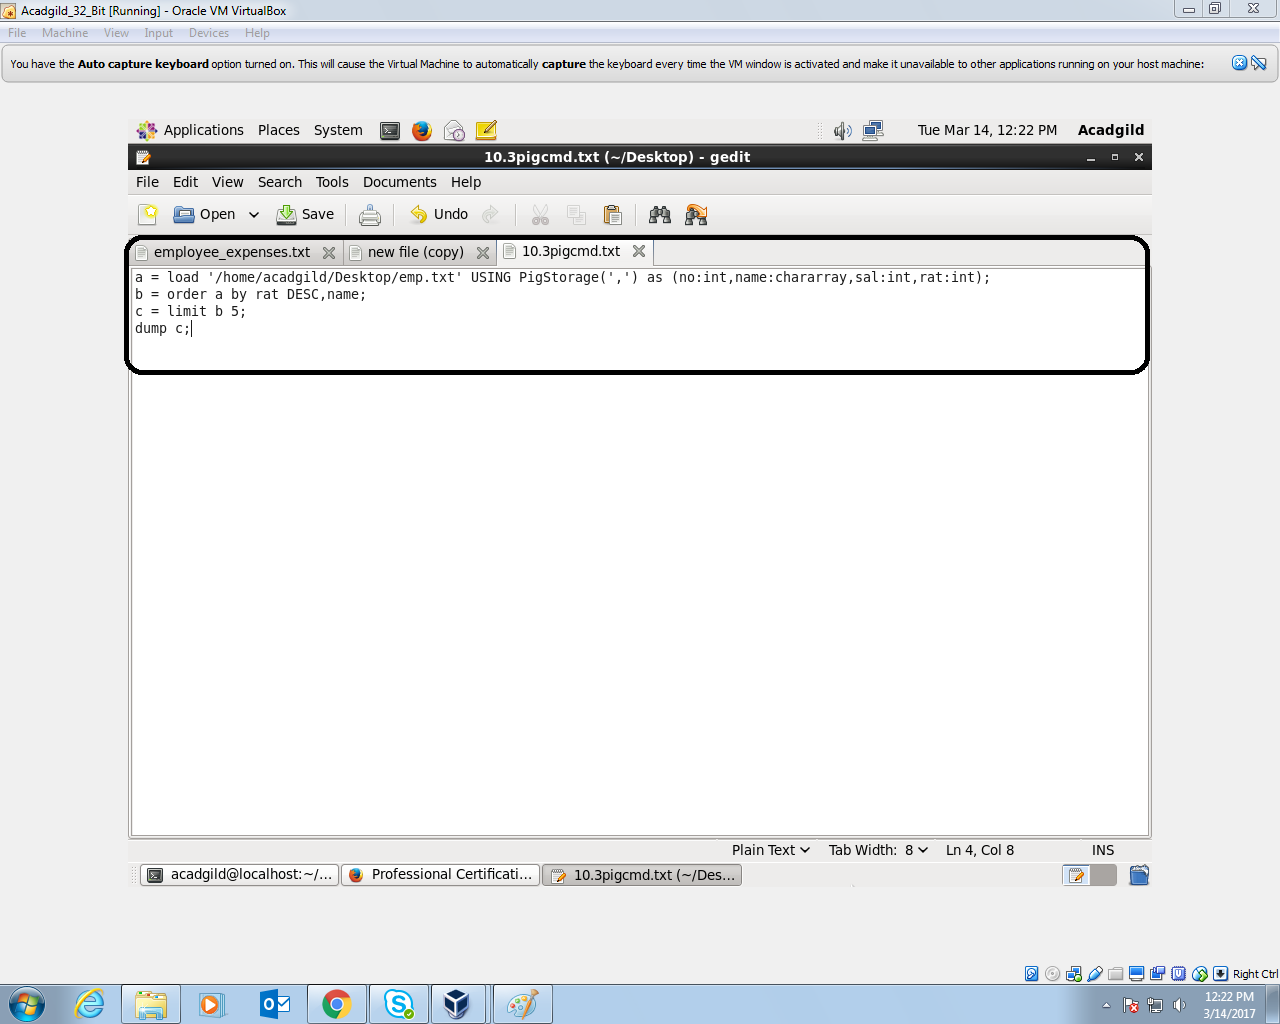 Acadgild_32_Bit [Running] - Oracle VM VirtualBox
File Machine View Input Devices Help
You have the Auto capture keyboard option turned on. This will cause the Virtual Machine to automatically capture the keyboard every time the VM window is activated and make it unavailable to other applications running on your host machine:
Applications Places System Tue Mar 14, 12:22 PM Acadgild
10.3pigcmd.txt (~/Desktop) - gedit
File Edit View Search Tools Documents Help
Open Save Undo
employee_expenses.txt new file (copy) 10.3pigcmd.txt
a = load '/home/acadgild/Desktop/emp.txt' USING PigStorage(',') as (no:int,name:chararray,sal:int,rat:int);
b = order a by rat DESC,name;
c = limit b 5;
dump c;
Plain Text Tab Width: 8 Ln 4, Col 8 INS
acadgild@localhost:~/... Professional Certificati... 10.3pigcmd.txt (~/Des...
Right Ctrl
12:22 PM
3/14/2017